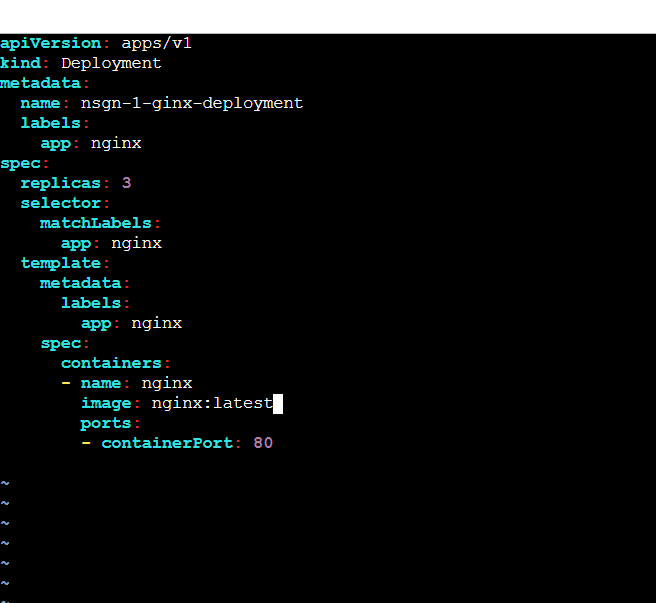 apiVersion: apps/v1
kind: Deployment
metadata:
  name: nsgn-1-ginx-deployment
  labels:
    app: nginx
spec:
  replicas: 3
  selector:
    matchLabels:
      app: nginx
  template:
    metadata:
      labels:
        app: nginx
    spec:
      containers:
      - name: nginx
        image: nginx:latest
        ports:
        - containerPort: 80
~
~
~
~
~
~
~